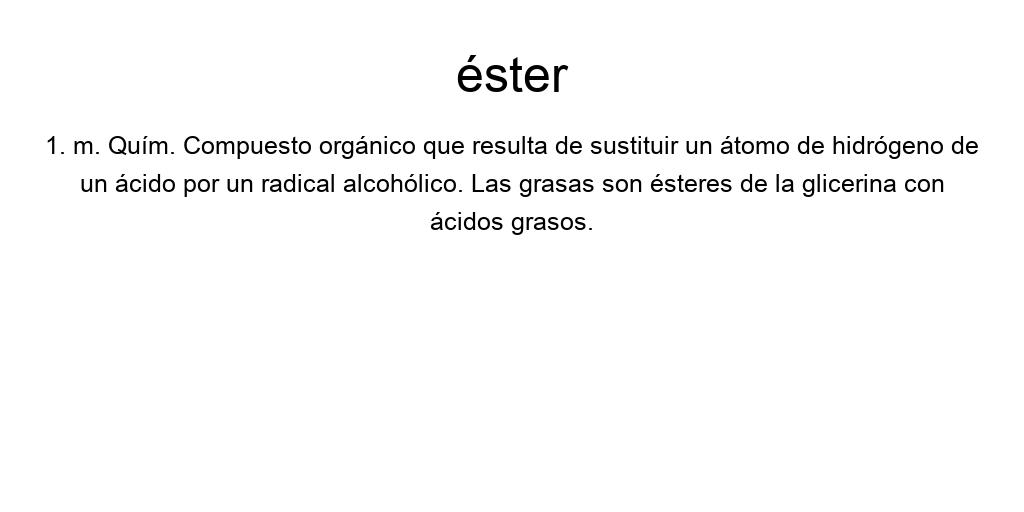 éster
1. m. Quím. Compuesto orgánico que resulta de sustituir un átomo de hidrógeno de
un ácido por un radical alcohólico. Las grasas son ésteres de la glicerina con
ácidos grasos.